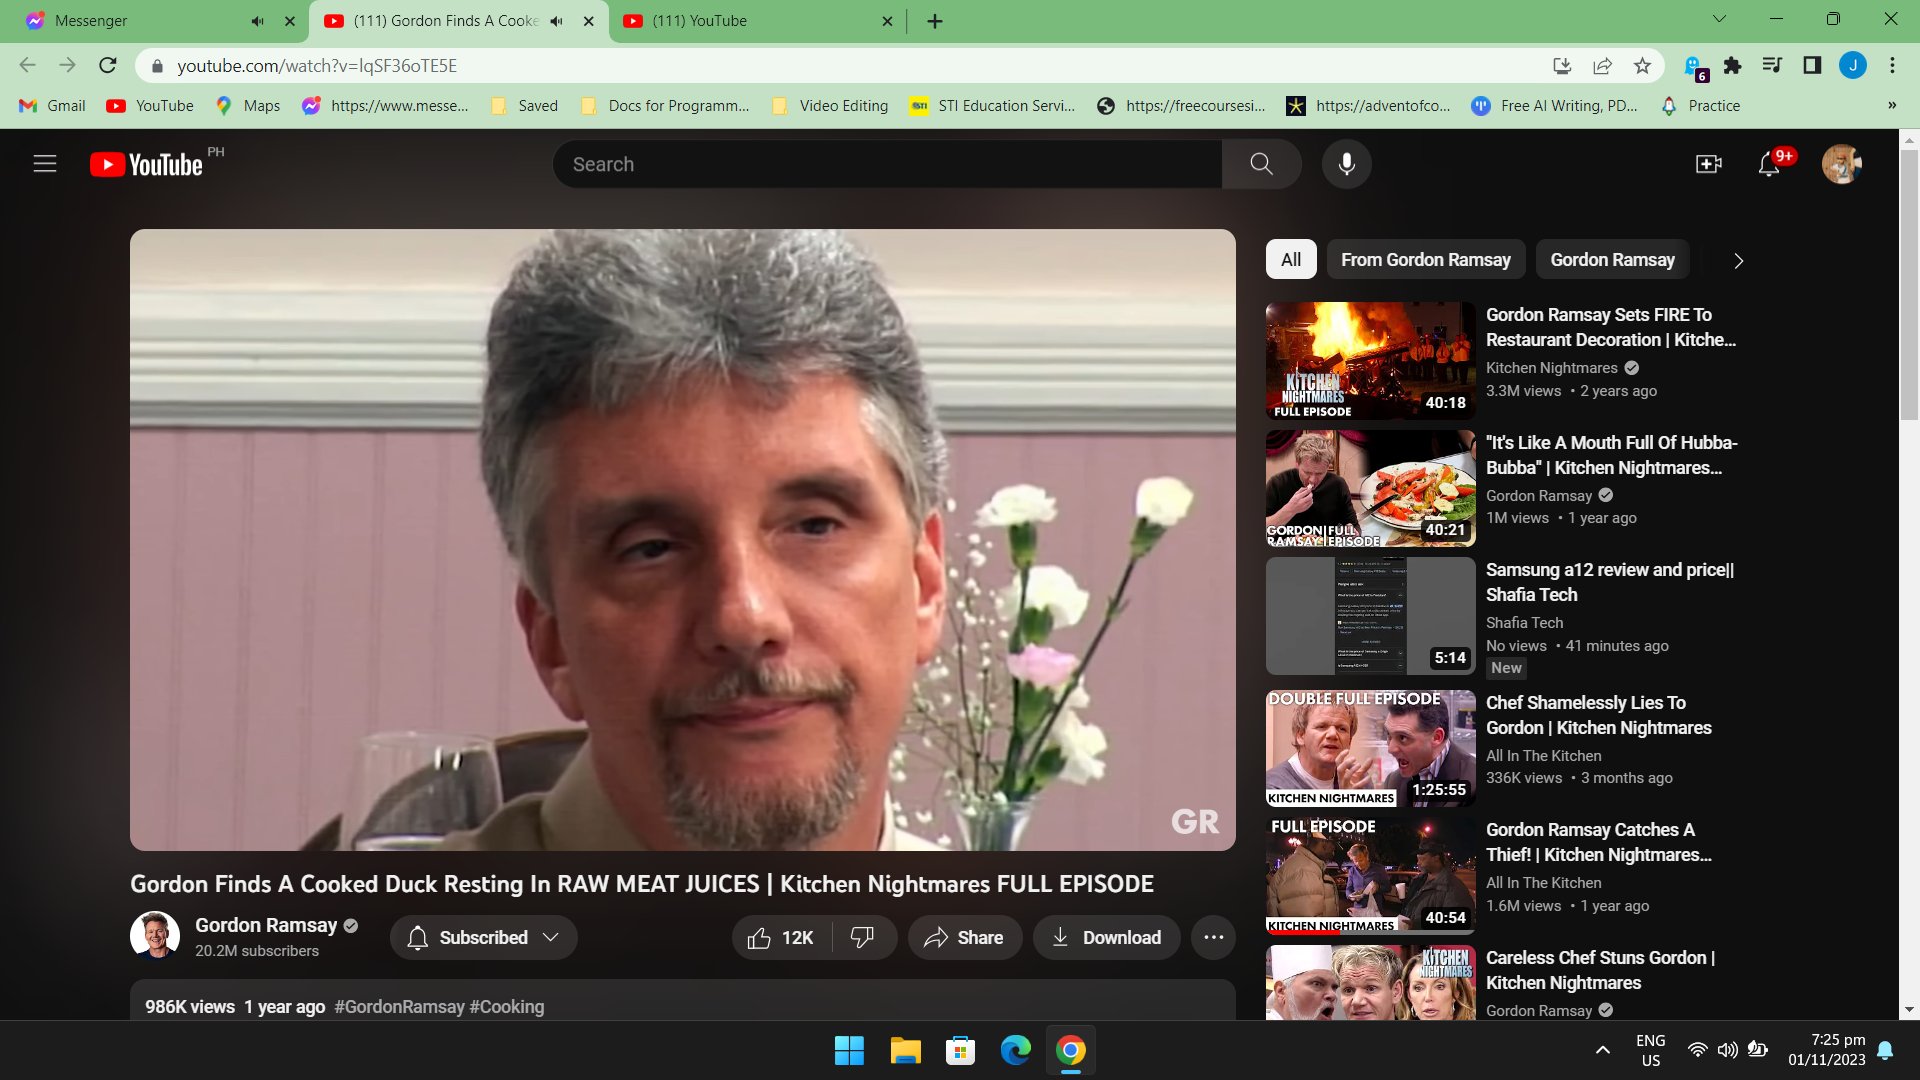 Messenger
(111) Gordon Finds A Cooke
(111) YouTube
youtube.com/watch?v=IqSF36oTE5E
6
J
Gmail
YouTube
Maps
https://www.messe...
Saved
Docs for Programm...
Video Editing
STI Education Servi...
https://freecoursesi...
https://adventofco...
Free AI Writing, PD...
Practice
»
YouTube PH
Search
9+
All
From Gordon Ramsay
Gordon Ramsay
GR
Gordon Finds A Cooked Duck Resting In RAW MEAT JUICES | Kitchen Nightmares FULL EPISODE
Gordon Ramsay
20.2M subscribers
Subscribed
12K
Share
Download
986K views 1 year ago #GordonRamsay #Cooking
KITCHEN
NIGHTMARES
FULL EPISODE
40:18
Gordon Ramsay Sets FIRE To
Restaurant Decoration | Kitche...
Kitchen Nightmares
3.3M views • 2 years ago
GORDON FULL
RAMSAY EPISODE
40:21
"It's Like A Mouth Full Of Hubba-
Bubba" | Kitchen Nightmares...
Gordon Ramsay
1M views • 1 year ago
5:14
Samsung a12 review and price||
Shafia Tech
Shafia Tech
No views • 41 minutes ago
New
DOUBLE FULL EPISODE
KITCHEN NIGHTMARES
1:25:55
Chef Shamelessly Lies To
Gordon | Kitchen Nightmares
All In The Kitchen
336K views • 3 months ago
FULL EPISODE
KITCHEN NIGHTMARES
40:54
Gordon Ramsay Catches A
Thief! | Kitchen Nightmares...
All In The Kitchen
1.6M views • 1 year ago
KITCHEN
NIGHTMARES
Careless Chef Stuns Gordon |
Kitchen Nightmares
Gordon Ramsay
ENG
US
7:25 pm
01/11/2023